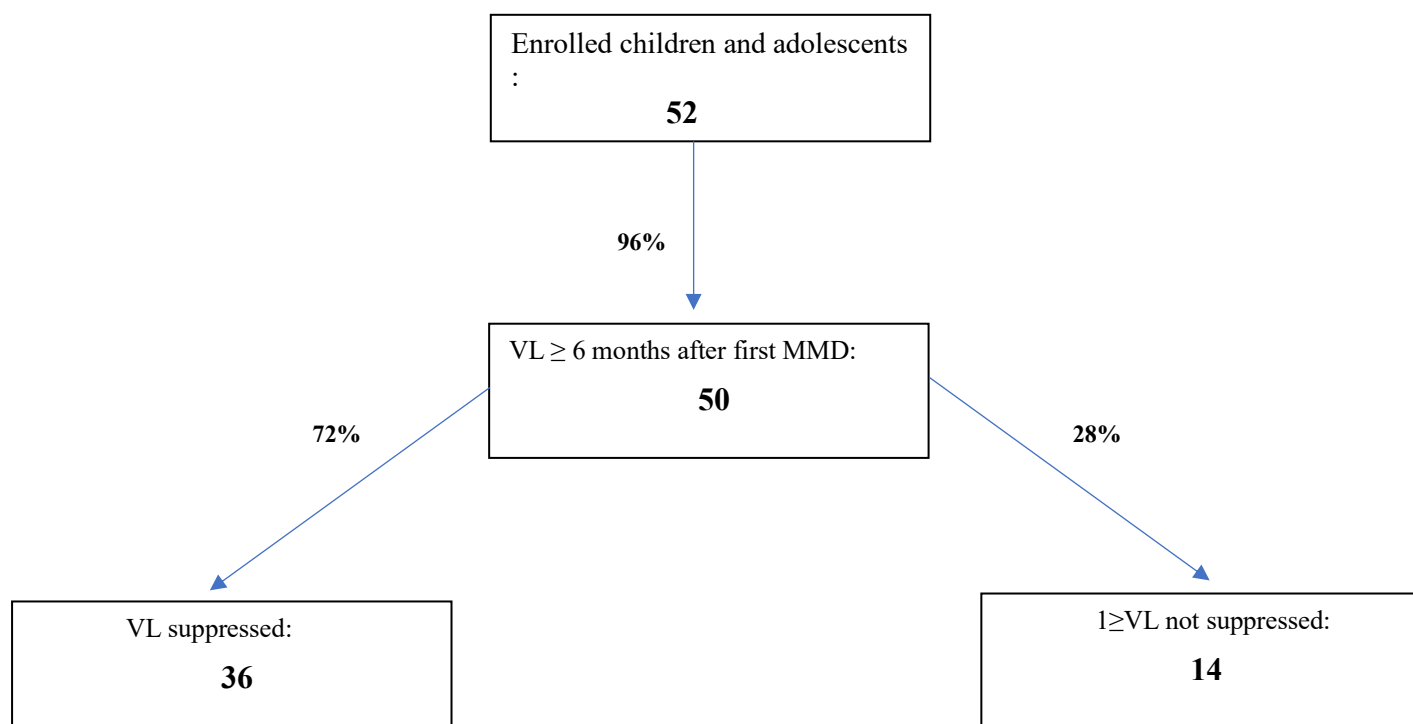 Enrolled children and adolescents
:
52
96%
VL ≥ 6 months after first MMD:
50
72%
28%
VL suppressed:
36
1≥VL not suppressed:
14